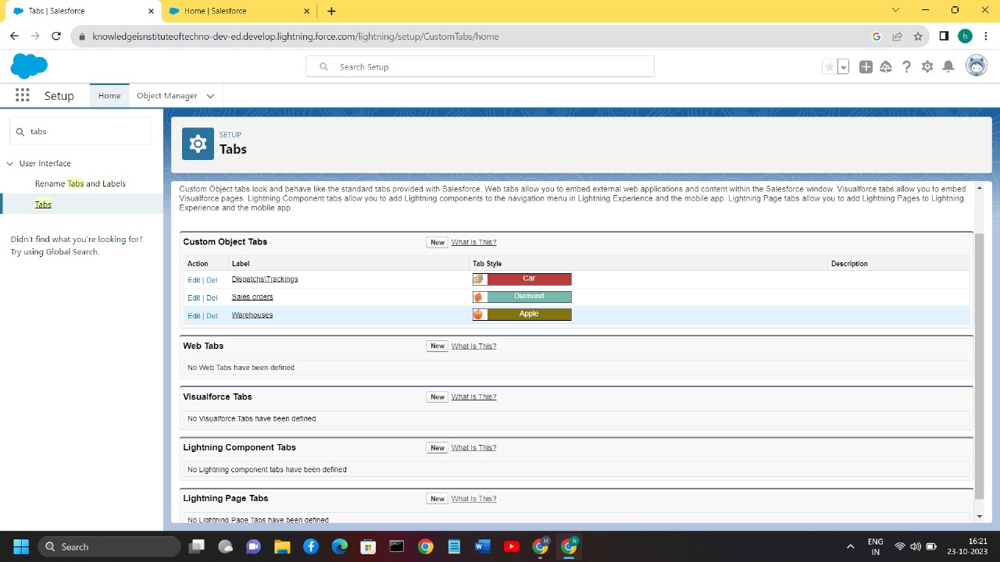 Tabs | Salesforce
Home | Salesforce
knowledgeisnstituteoftechno-dev-ed.develop.lightning.force.com/lightning/setup/CustomTabs/home
h
Search Setup
Setup
Home
Object Manager
tabs
User Interface
Rename Tabs and Labels
Tabs
Didn't find what you're looking for?
Try using Global Search.
SETUP
Tabs
Custom Object tabs look and behave like the standard tabs provided with Salesforce. Web tabs allow you to embed external web applications and content within the Salesforce window. Visualforce tabs allow you to embed
Visualforce pages. Lightning Component tabs allow you to add Lightning components to the navigation menu in Lightning Experience and the mobile app. Lightning Page tabs allow you to add Lightning Pages to Lightning
Experience and the mobile app.
Custom Object Tabs New What Is This?
Action Label Tab Style Description
Edit | Del Dispatchs\Trackings Car
Edit | Del Sales orders Diamond
Edit | Del Warehouses Apple
Web Tabs New What Is This?
No Web Tabs have been defined
Visualforce Tabs New What Is This?
No Visualforce Tabs have been defined
Lightning Component Tabs New What Is This?
No Lightning component tabs have been defined
Lightning Page Tabs New What Is This?
No Lightning Page Tabs have been defined
Search
ENG
IN
16:21
23-10-2023